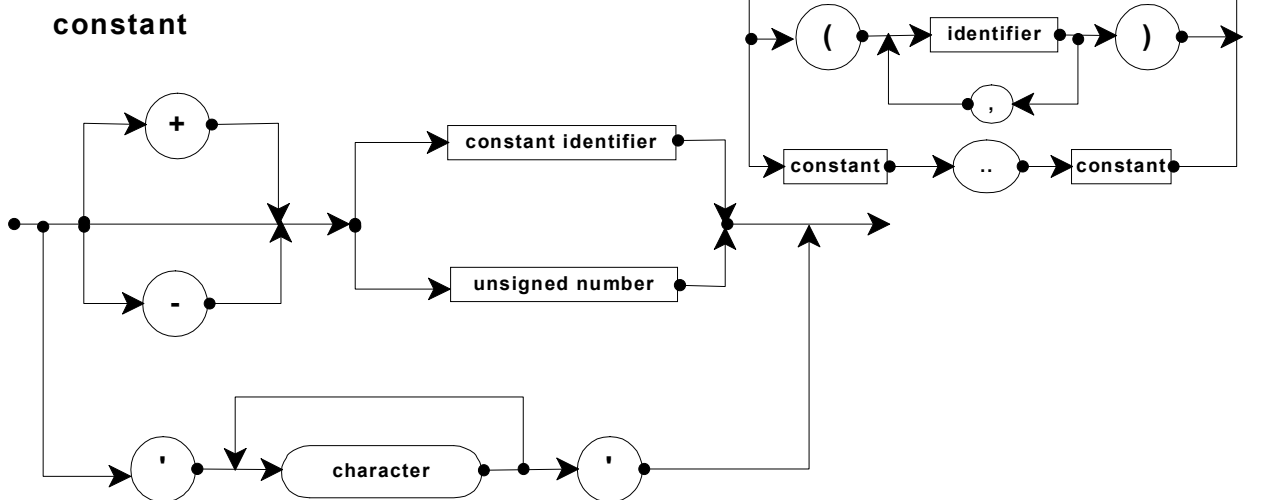 constant
( identifier )
,
constant .. constant
+
constant identifier
-
unsigned number
' character '